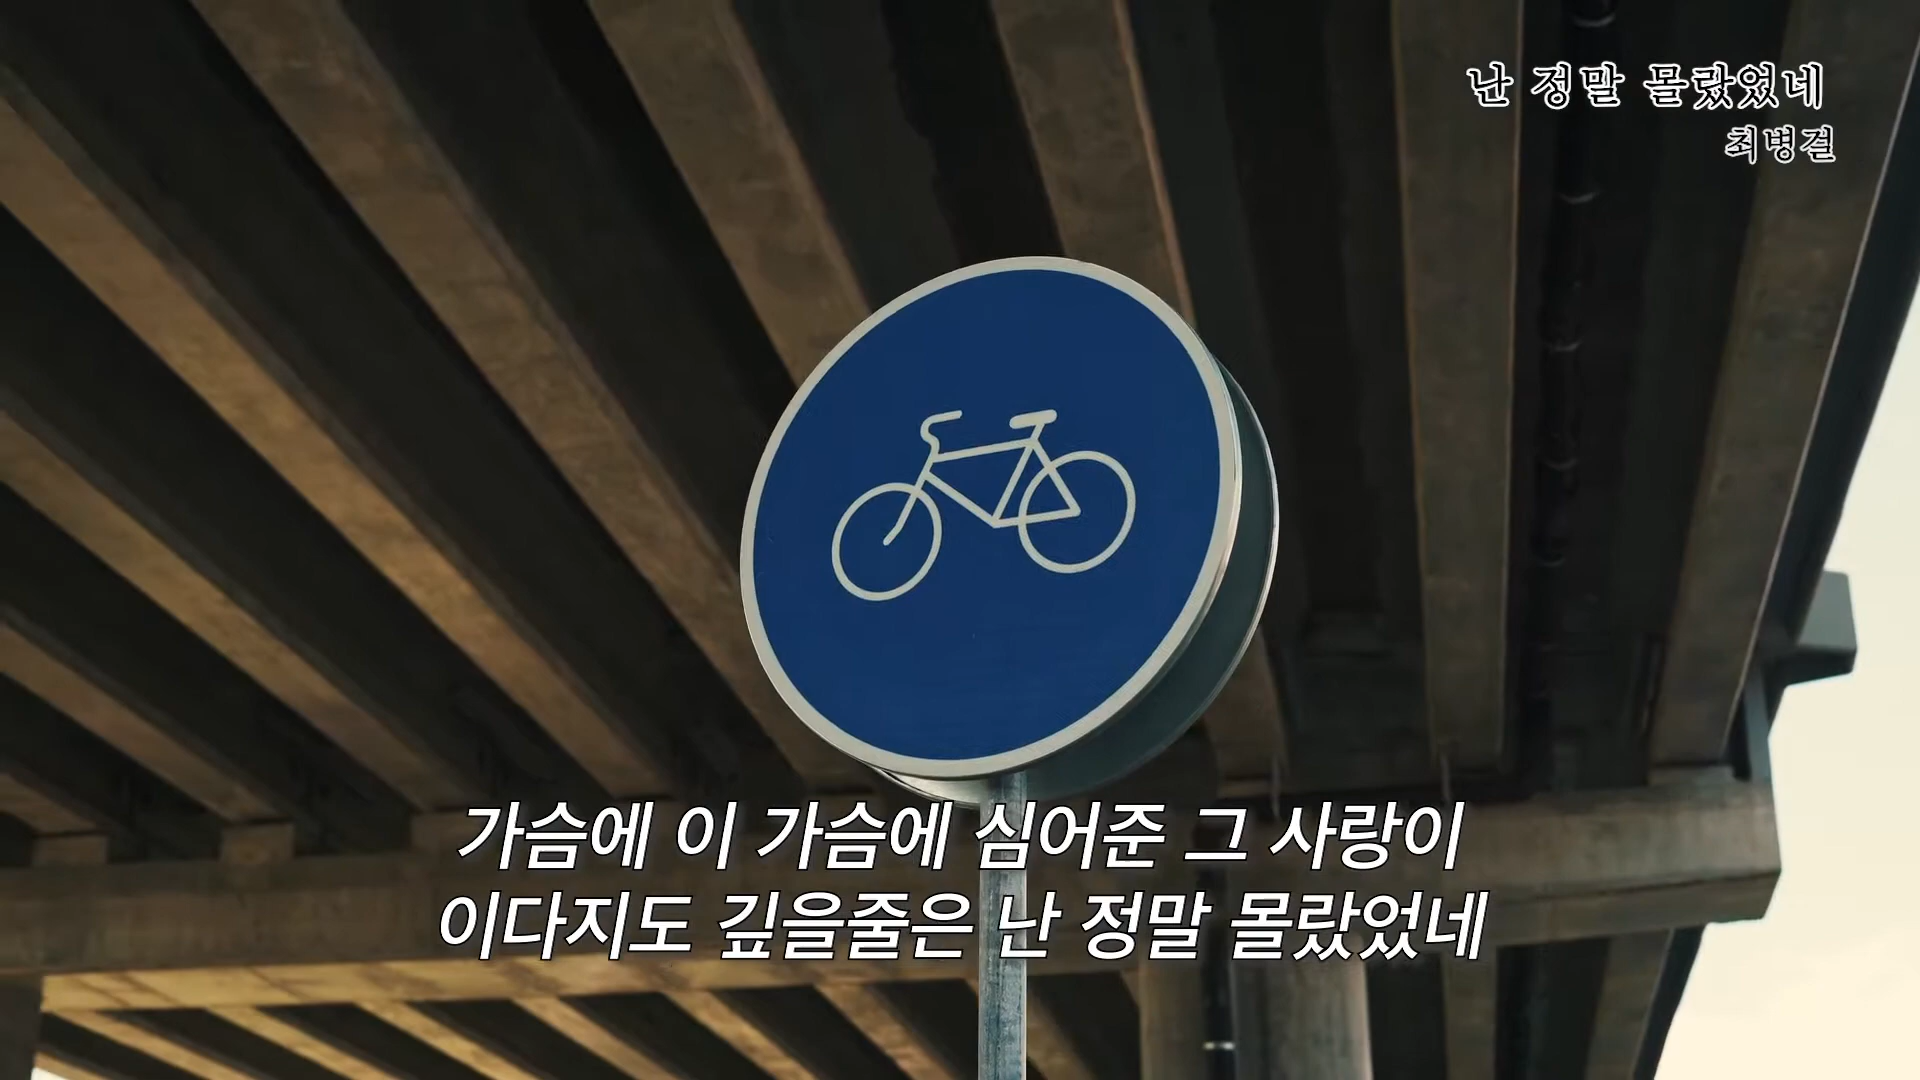 난 정말 몰랐었네
최병걸
가슴에 이 가슴에 심어준 그 사랑이
이다지도 깊을줄은 난 정말 몰랐었네